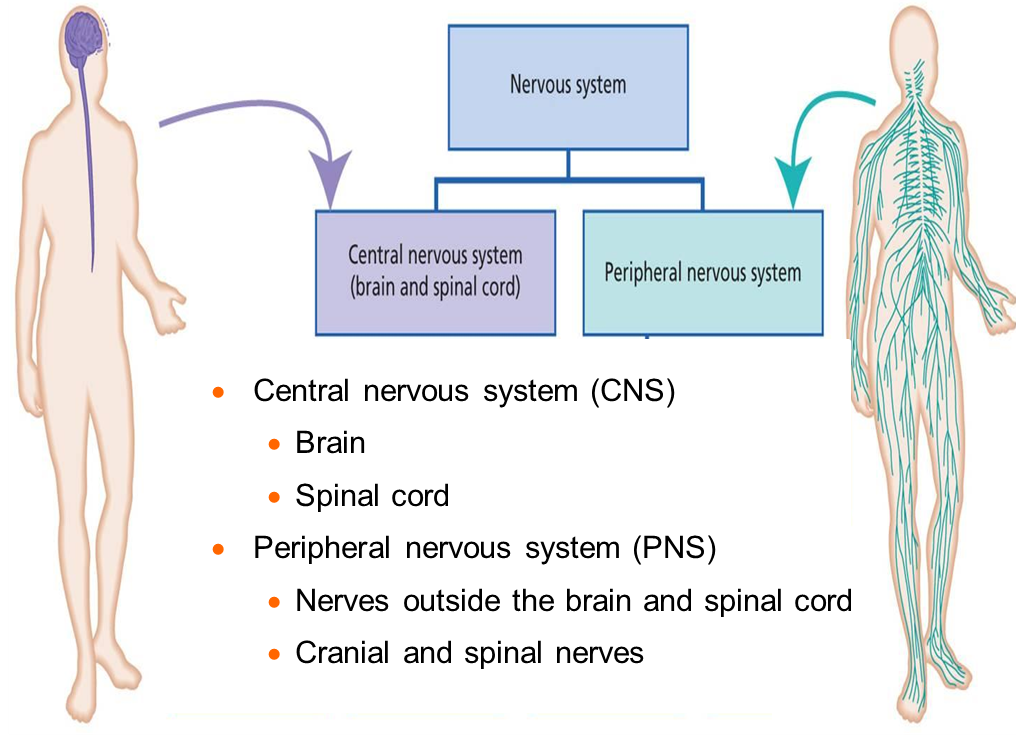 Nervous system
Central nervous system
(brain and spinal cord)
Peripheral nervous system
Central nervous system (CNS)
Brain
Spinal cord
Peripheral nervous system (PNS)
Nerves outside the brain and spinal cord
Cranial and spinal nerves